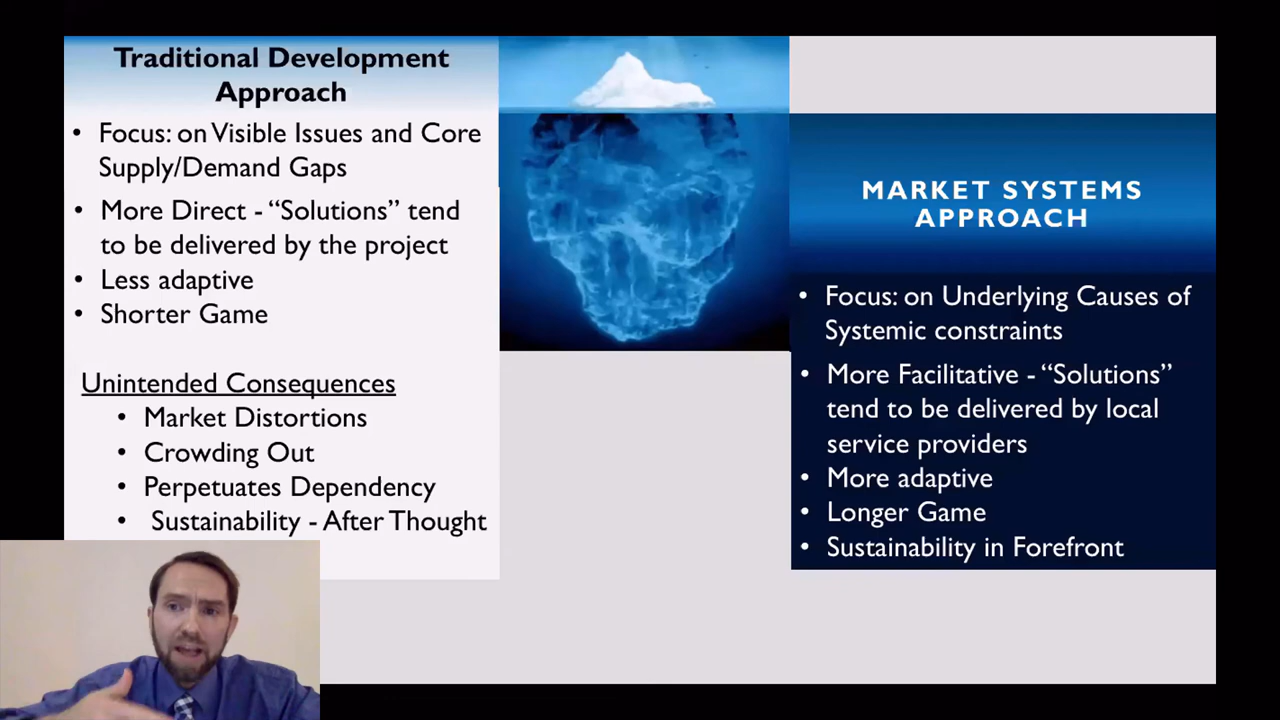 Traditional Development
Approach
• Focus: on Visible Issues and Core
Supply/Demand Gaps
• More Direct - “Solutions” tend
to be delivered by the project
• Less adaptive
• Shorter Game
Unintended Consequences
• Market Distortions
• Crowding Out
• Perpetuates Dependency
• Sustainability - After Thought
MARKET SYSTEMS
APPROACH
• Focus: on Underlying Causes of
Systemic constraints
• More Facilitative - “Solutions”
tend to be delivered by local
service providers
• More adaptive
• Longer Game
• Sustainability in Forefront